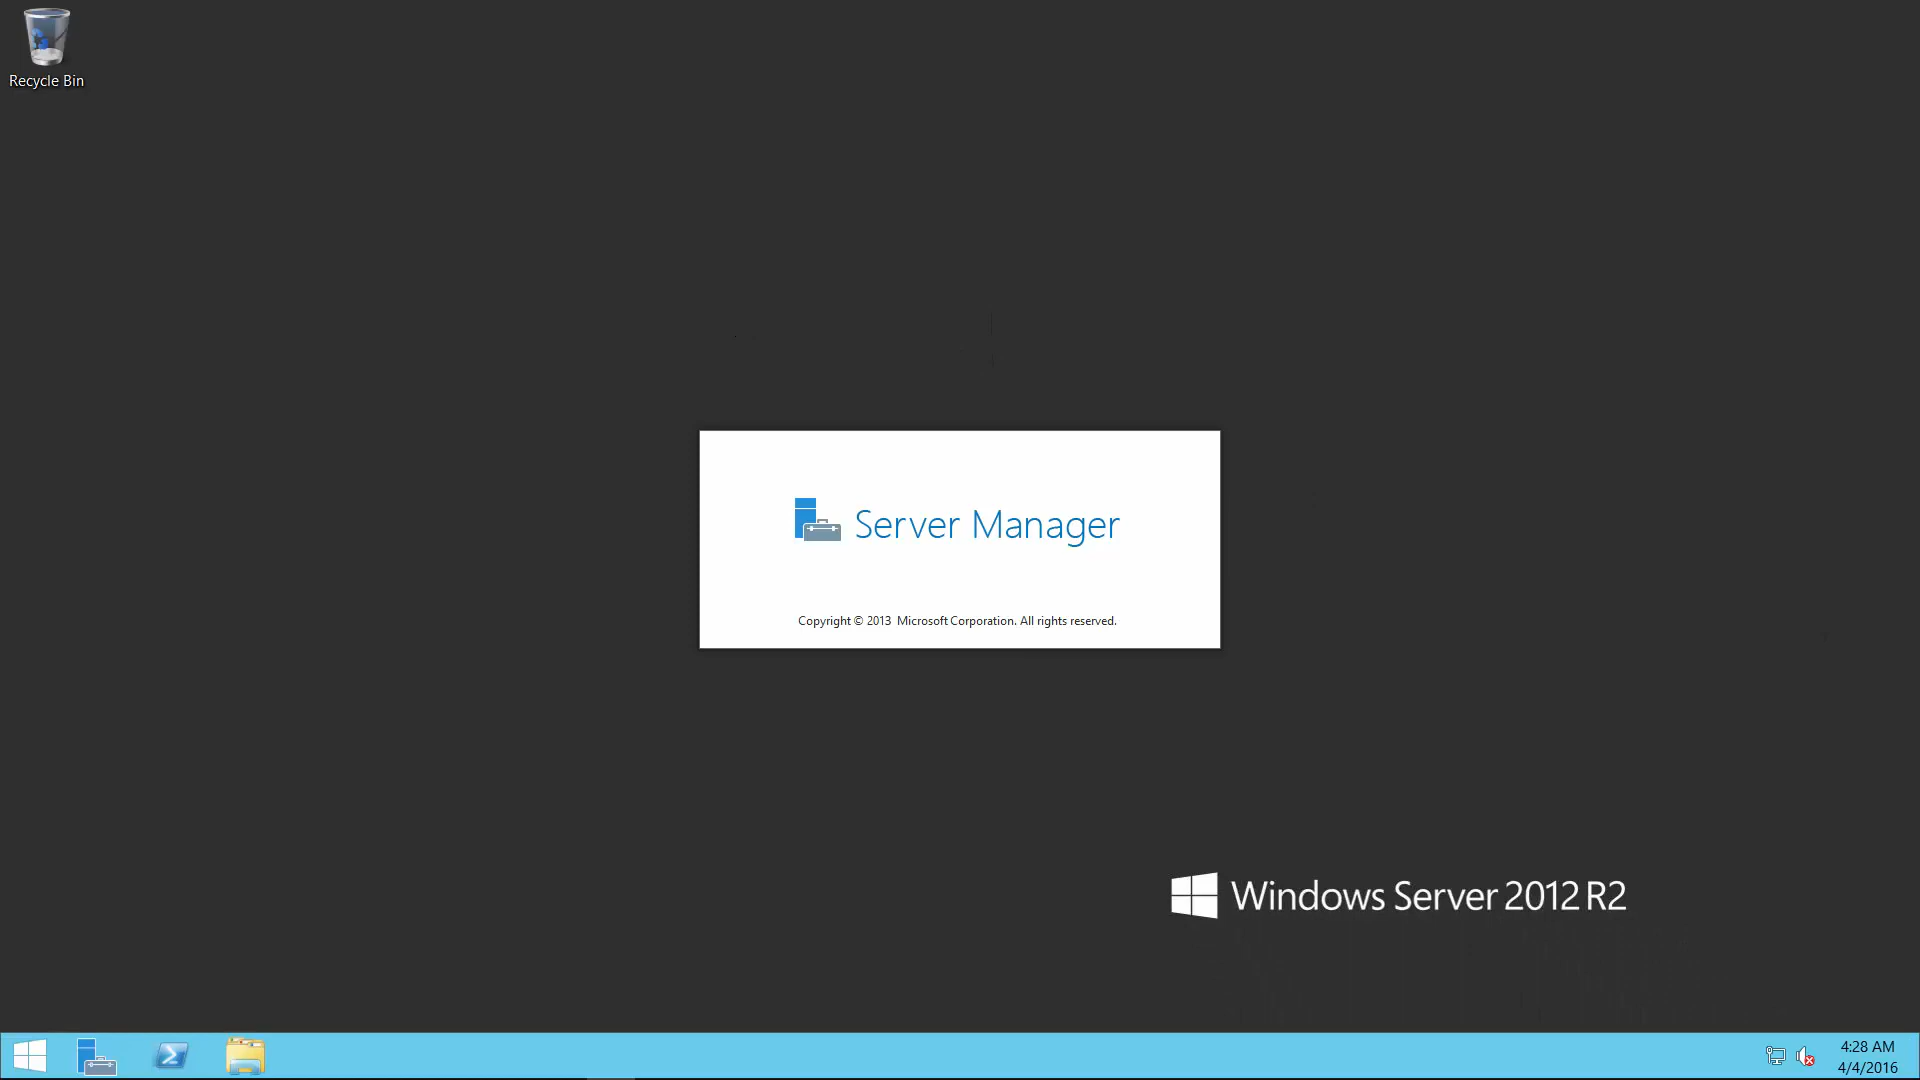 Recycle Bin
Server Manager
Copyright © 2013 Microsoft Corporation. All rights reserved.
Windows Server 2012 R2
4:28 AM
4/4/2016